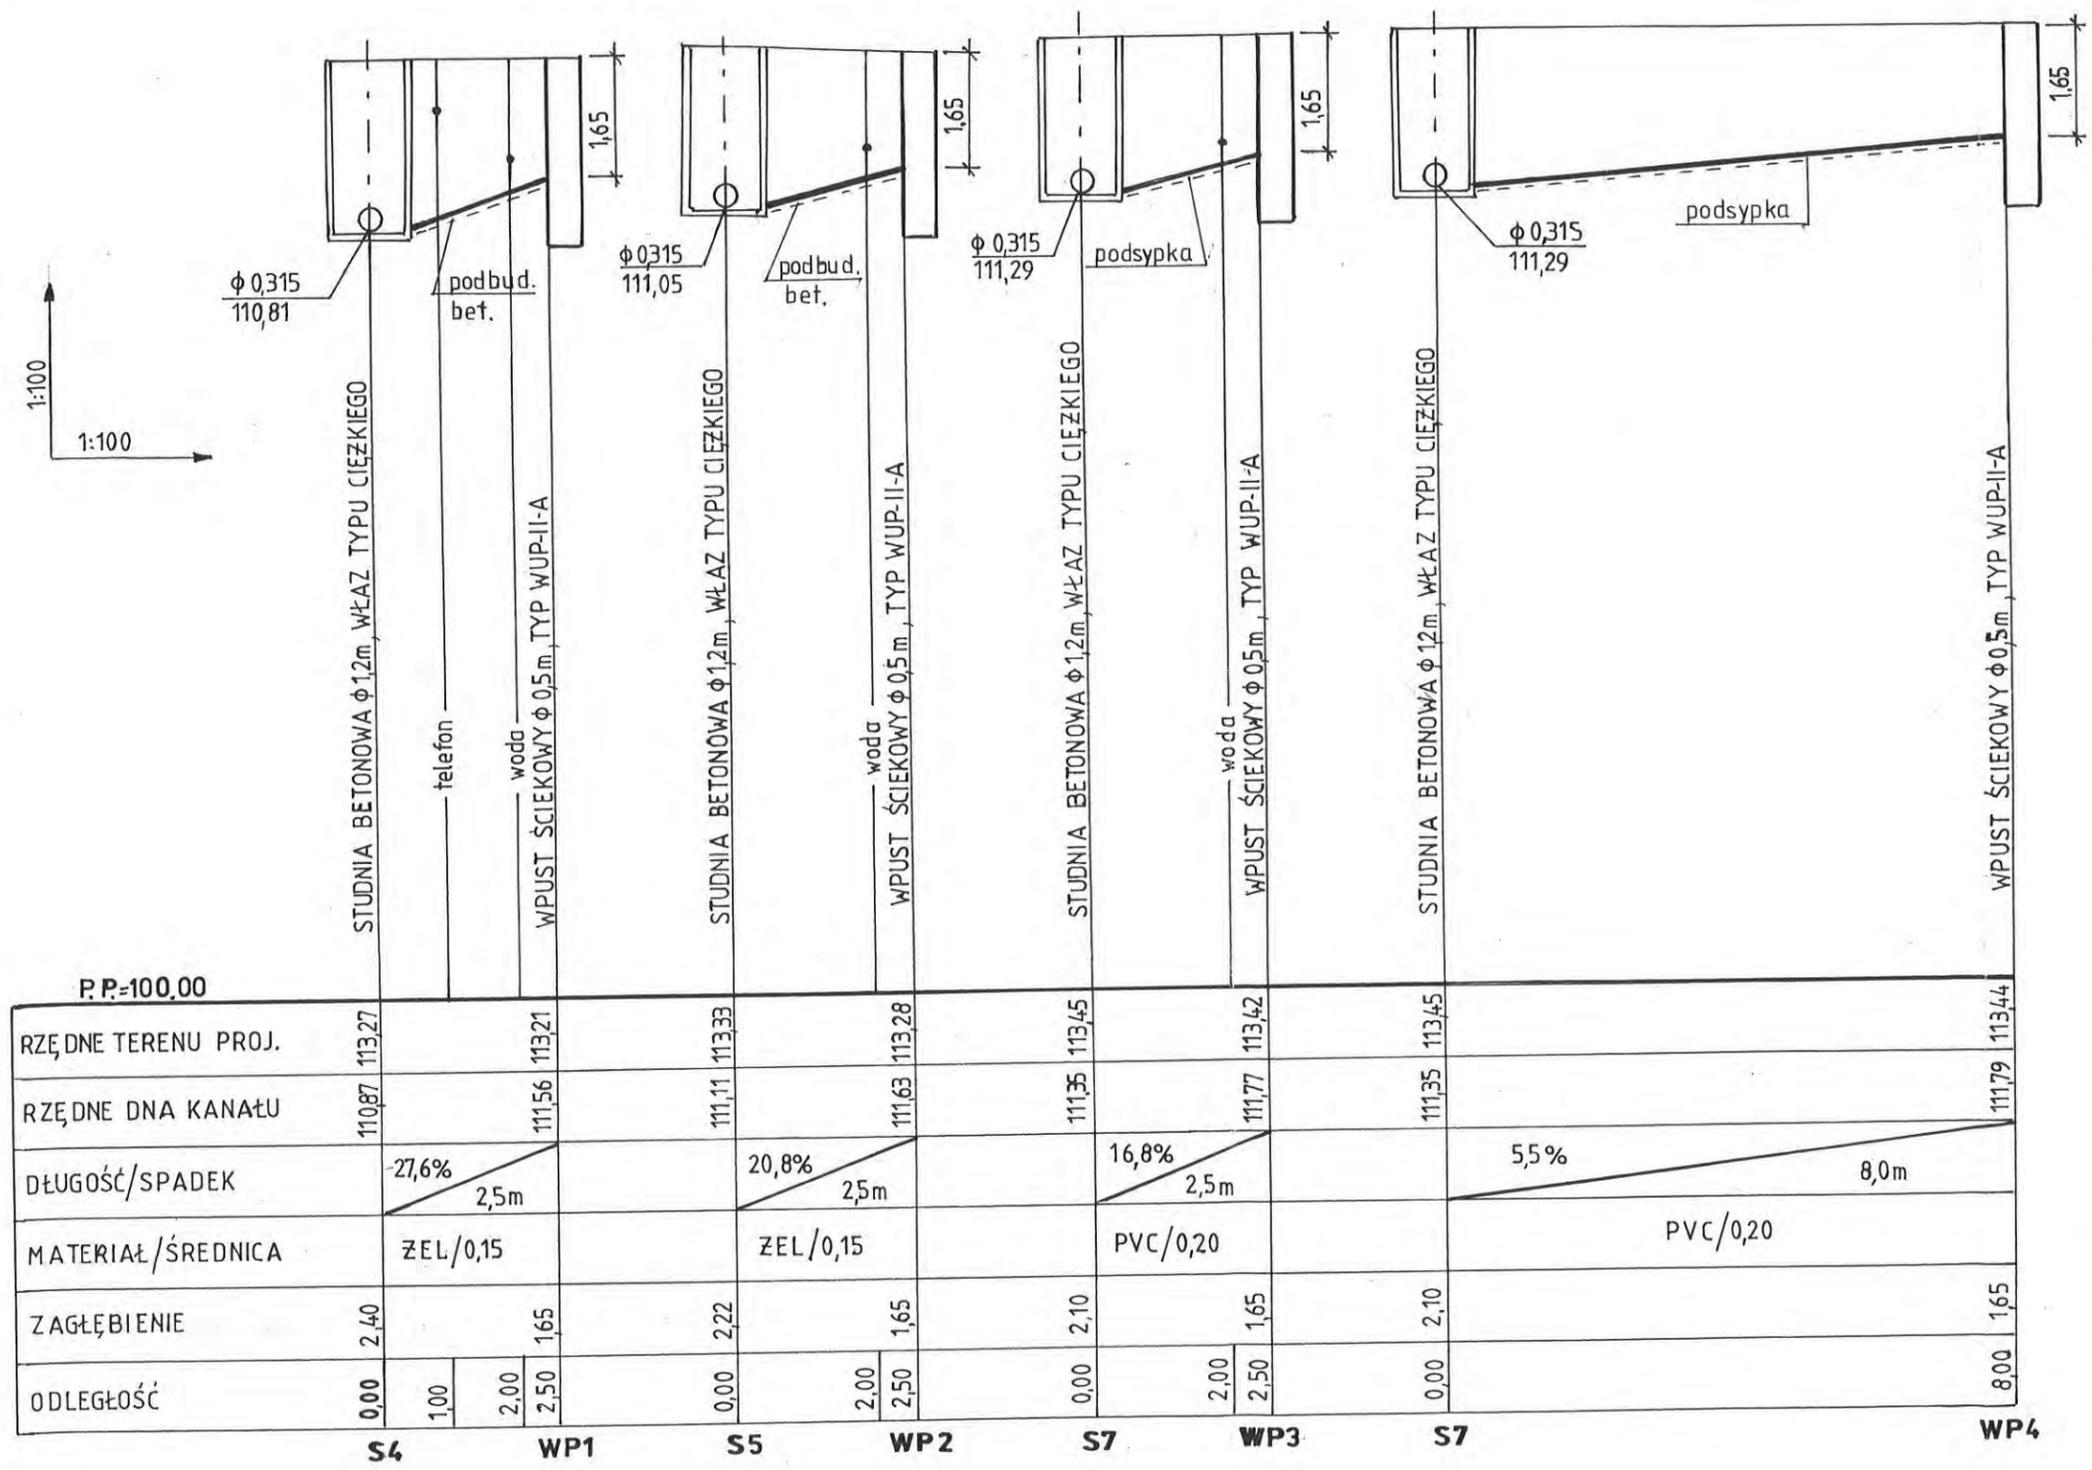 1,65
1,65
1,65
1,65
ϕ 0,315
110,81
podbud.
bet.
ϕ 0,315
111,05
podbud.
bet.
ϕ 0,315
111,29
podsypka
ϕ 0,315
111,29
podsypka
1:100
1:100
STUDNIA BETONOWA ϕ 1,2m, WŁAZ TYPU CIĘŻKIEGO
telefon
woda
WPUST ŚCIEKOWY ϕ 0,5m, TYP WUP-II-A
STUDNIA BETONOWA ϕ 1,2m, WŁAZ TYPU CIĘŻKIEGO
woda
WPUST ŚCIEKOWY ϕ 0,5m, TYP WUP-II-A
STUDNIA BETONOWA ϕ 1,2m, WŁAZ TYPU CIĘŻKIEGO
woda
WPUST ŚCIEKOWY ϕ 0,5m, TYP WUP-II-A
STUDNIA BETONOWA ϕ 1,2m, WŁAZ TYPU CIĘŻKIEGO
WPUST ŚCIEKOWY ϕ 0,5m, TYP WUP-II-A
P.P.=100,00
RZĘDNE TERENU PROJ. 113,27 113,21 113,33 113,28 113,45 113,42 113,45 113,44
RZĘDNE DNA KANAŁU 110,87 111,56 111,11 111,63 111,35 111,77 111,35 111,79
DŁUGOŚĆ/SPADEK 27,6% 2,5m 20,8% 2,5m 16,8% 2,5m 5,5% 8,0m
MATERIAŁ/ŚREDNICA ŻEL/0,15 ŻEL/0,15 PVC/0,20 PVC/0,20
ZAGŁĘBIENIE 2,40 1,65 2,22 1,65 2,10 1,65 2,10 1,65
ODLEGŁOŚĆ 0,00 1,00 2,00 2,50 0,00 2,00 2,50 0,00 2,00 2,50 0,00 8,00
S4 WP1 S5 WP2 S7 WP3 S7 WP4